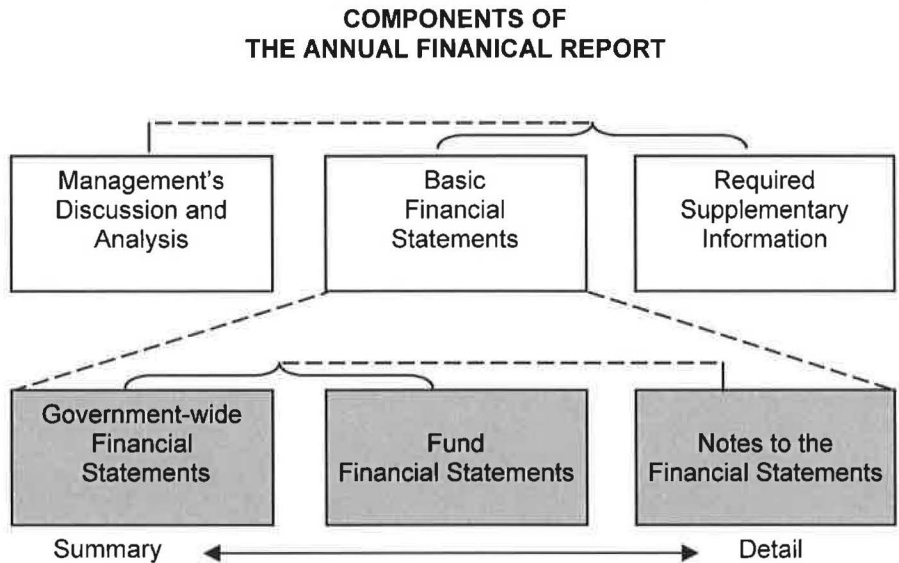 COMPONENTS OF
THE ANNUAL FINANICAL REPORT
Management's
Discussion and
Analysis
Basic
Financial
Statements
Required
Supplementary
Information
Government-wide
Financial
Statements
Fund
Financial Statements
Notes to the
Financial Statements
Summary
Detail